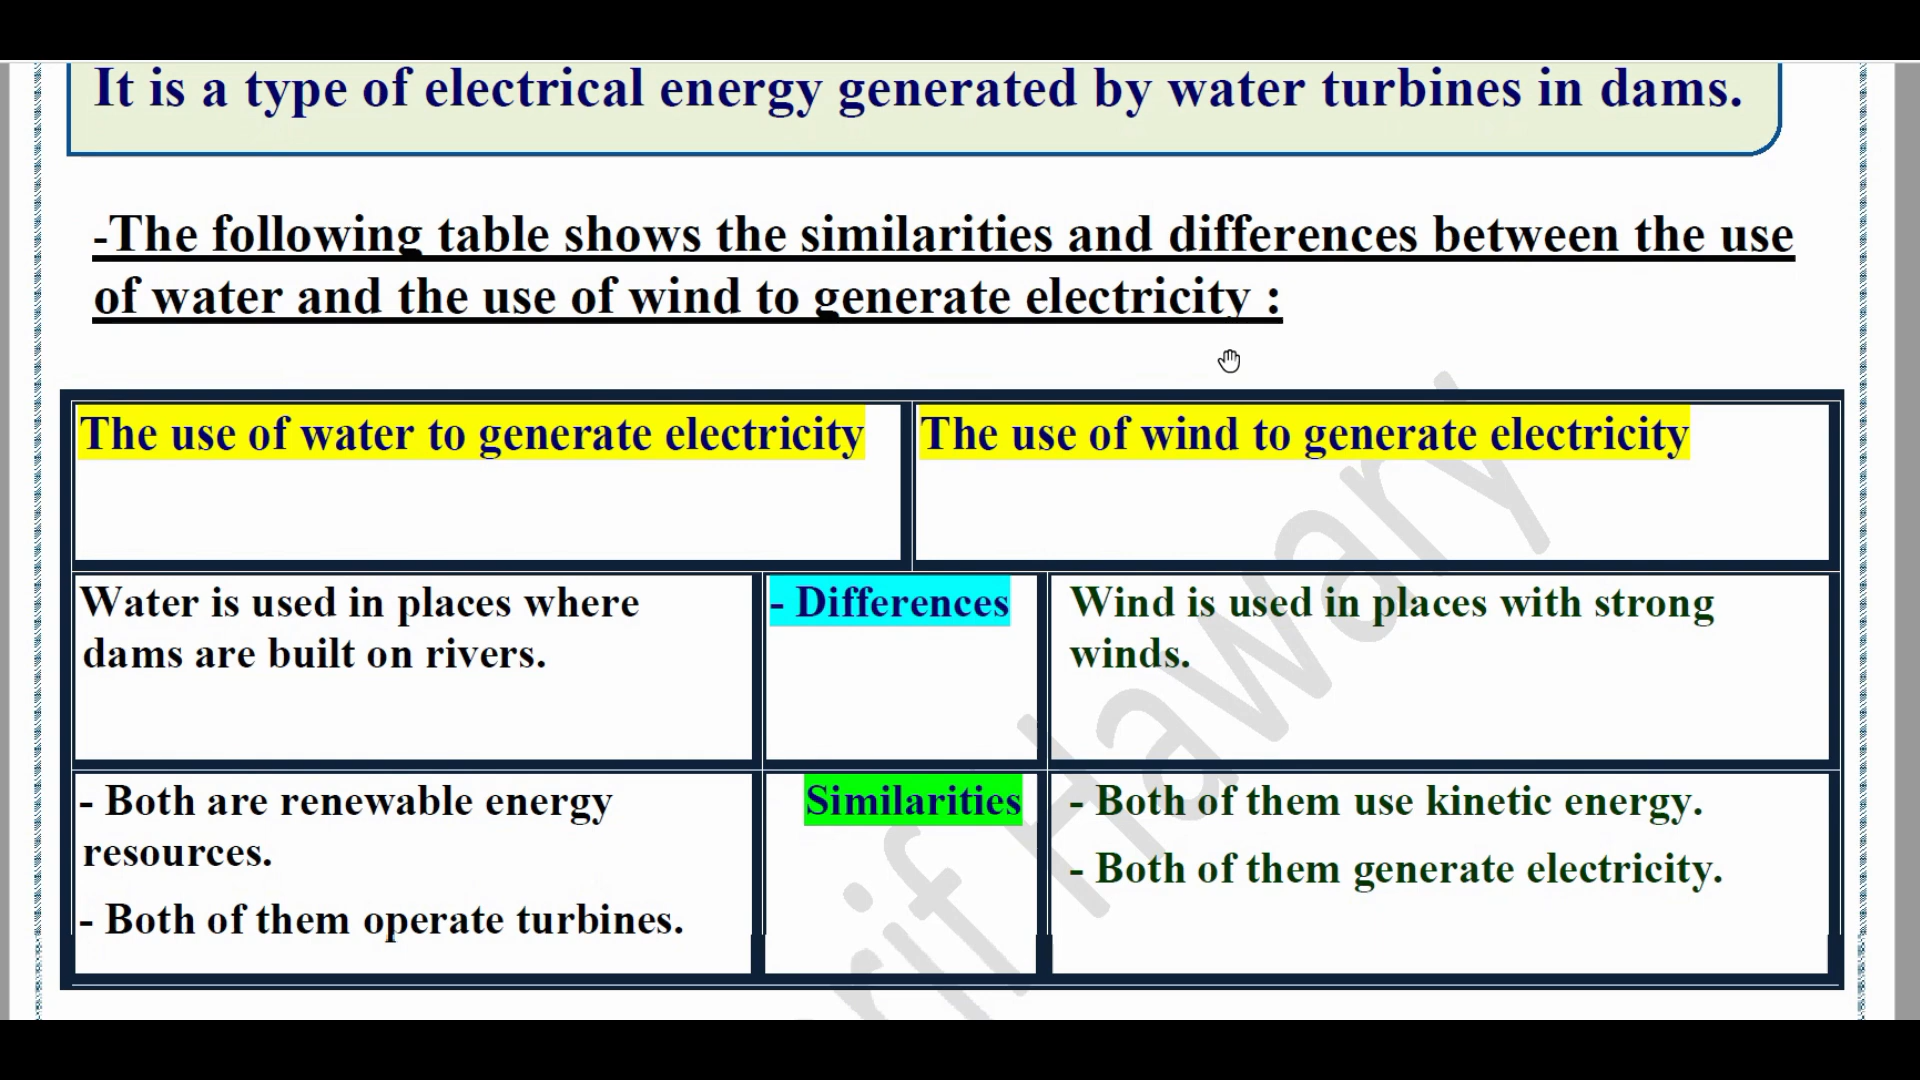 It is a type of electrical energy generated by water turbines in dams.
-The following table shows the similarities and differences between the use
of water and the use of wind to generate electricity :
The use of water to generate electricity
The use of wind to generate electricity
Water is used in places where
dams are built on rivers.
- Differences
Wind is used in places with strong
winds.
- Both are renewable energy
resources.
- Both of them operate turbines.
Similarities
- Both of them use kinetic energy.
- Both of them generate electricity.
rif Hawary